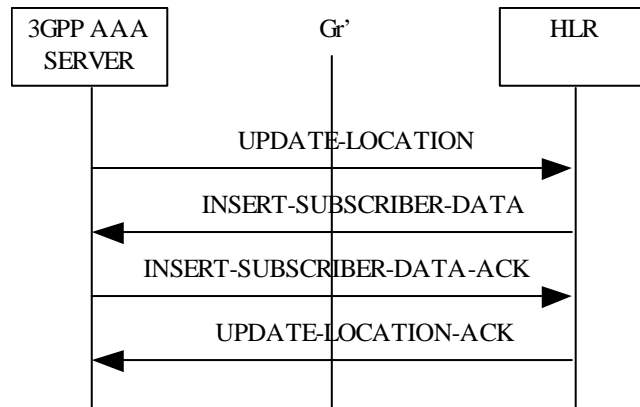 3GPP AAA
SERVER
Gr’
HLR
UPDATE-LOCATION
INSERT-SUBSCRIBER-DATA
INSERT-SUBSCRIBER-DATA-ACK
UPDATE-LOCATION-ACK